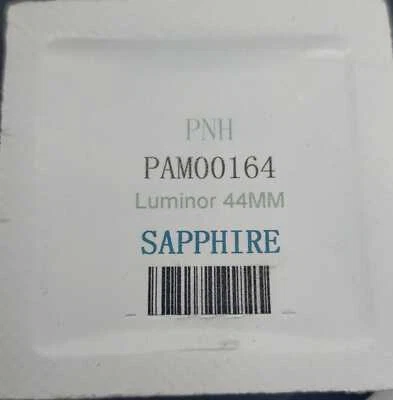 PNH
PAM00164
Luminor 44MM
SAPPHIRE